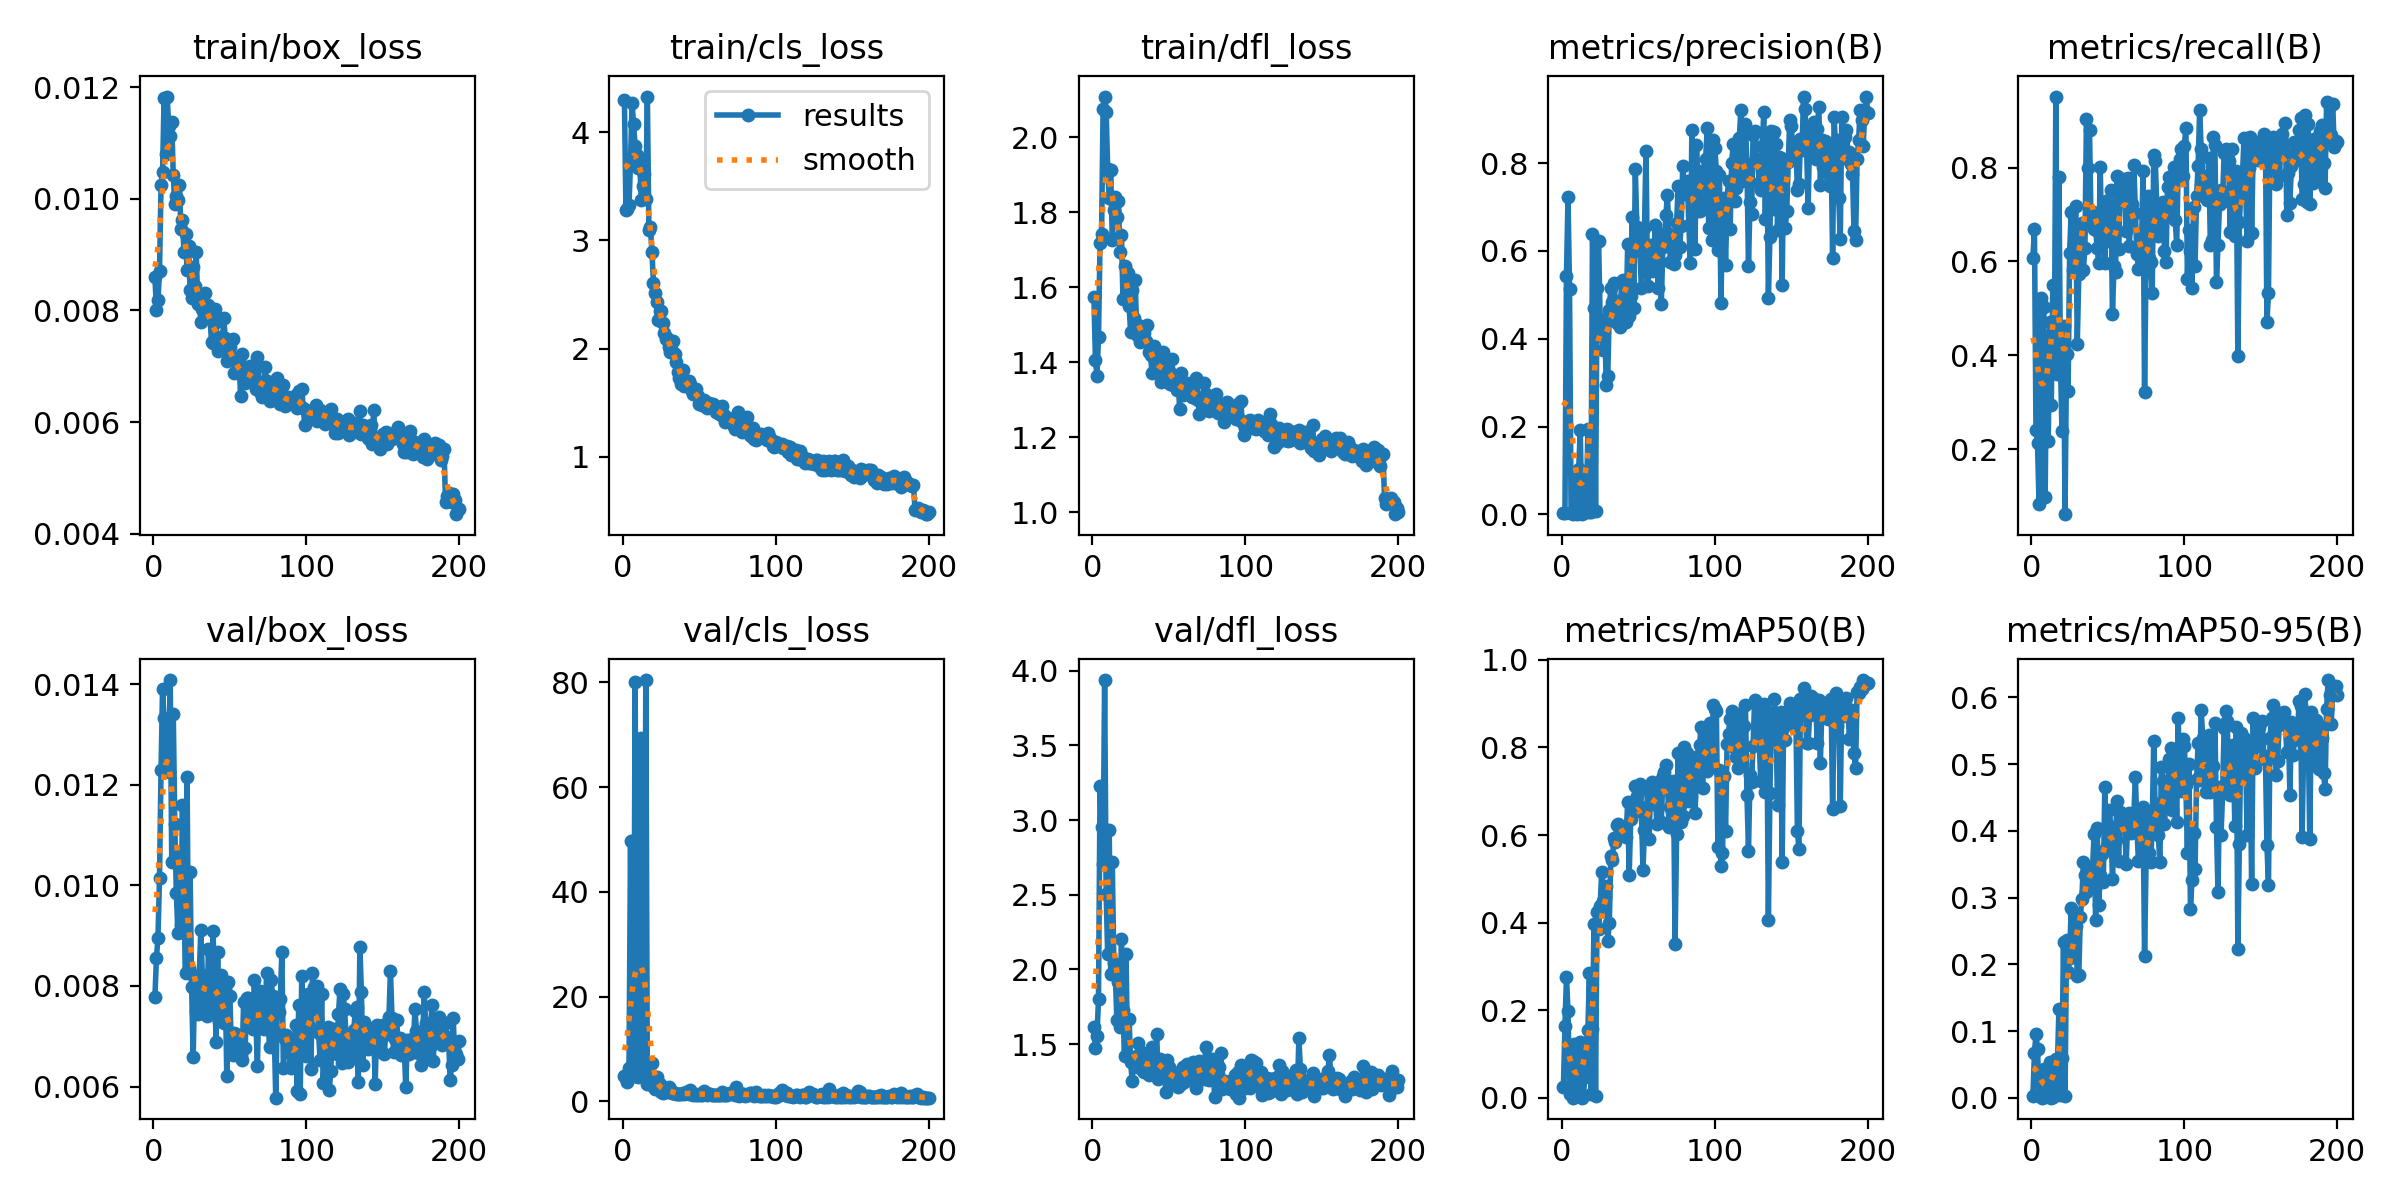 train/box_loss
0.012
0.010
0.008
0.006
0.004
0 100 200
train/cls_loss
results
smooth
4
3
2
1
0 100 200
train/dfl_loss
2.0
1.8
1.6
1.4
1.2
1.0
0 100 200
metrics/precision(B)
0.8
0.6
0.4
0.2
0.0
0 100 200
metrics/recall(B)
0.8
0.6
0.4
0.2
0 100 200
val/box_loss
0.014
0.012
0.010
0.008
0.006
0 100 200
val/cls_loss
80
60
40
20
0
0 100 200
val/dfl_loss
4.0
3.5
3.0
2.5
2.0
1.5
0 100 200
metrics/mAP50(B)
1.0
0.8
0.6
0.4
0.2
0.0
0 100 200
metrics/mAP50-95(B)
0.6
0.5
0.4
0.3
0.2
0.1
0.0
0 100 200